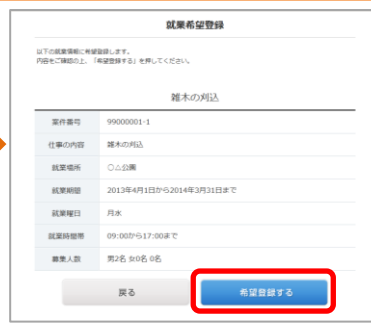 就業希望登録
以下の就業情報に希望登録します。
内容をご確認の上、「希望登録する」を押してください。
雑木の刈込
案件番号 99000001-1
仕事の内容 雑木の刈込
就業場所 〇△公園
就業期間 2013年4月1日から2014年3月31日まで
就業曜日 月水
就業時間帯 09:00から17:00まで
募集人数 男2名 女0名 0名
戻る 希望登録する